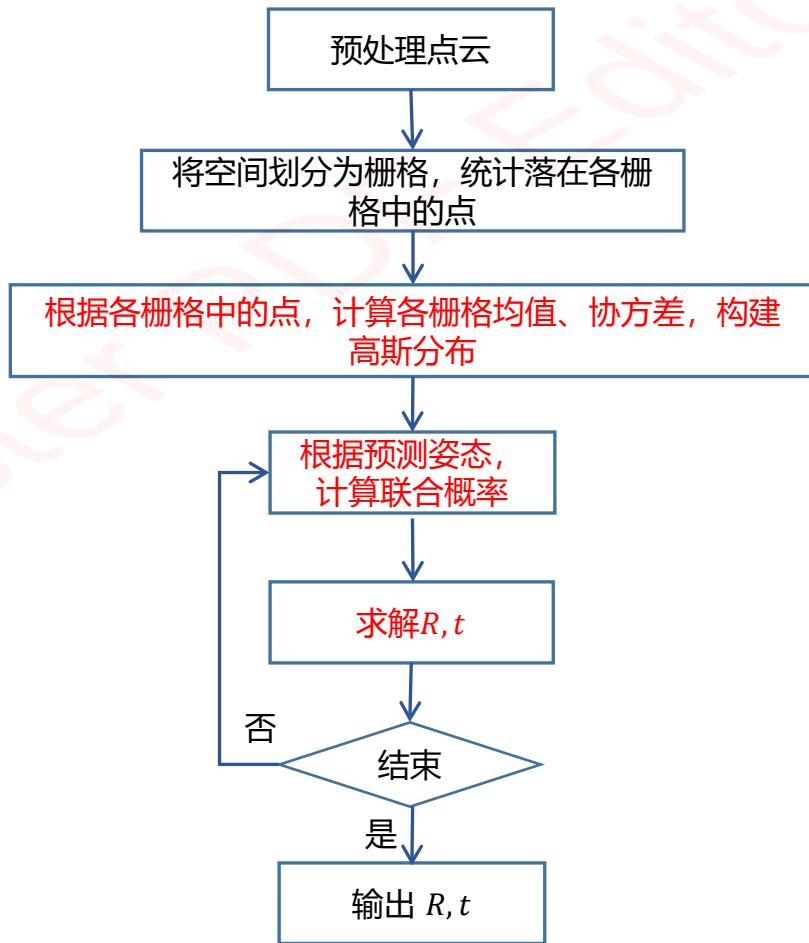 预处理点云
将空间划分为栅格，统计落在各栅
格中的点
根据各栅格中的点，计算各栅格均值、协方差，构建
高斯分布
根据预测姿态，
计算联合概率
求解R, t
否
结束
是
输出 R, t
ster PDF Edito